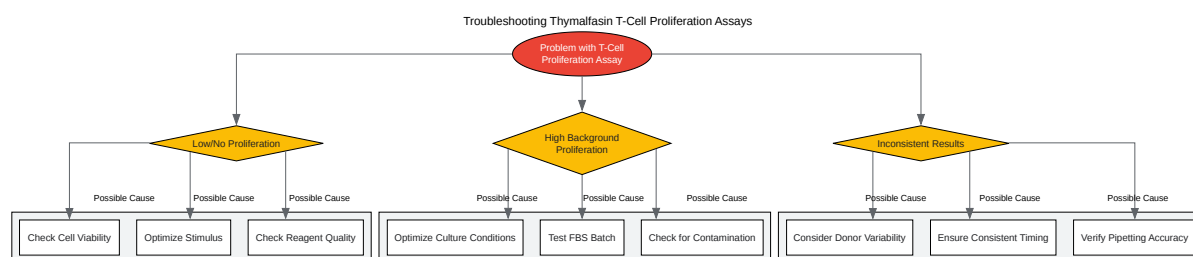 Troubleshooting Thymalfasin T-Cell Proliferation Assays
Problem with T-Cell
Proliferation Assay
Low/No Proliferation
High Background
Proliferation
Inconsistent Results
Possible Cause
Possible Cause
Possible Cause
Possible Cause
Possible Cause
Possible Cause
Possible Cause
Possible Cause
Possible Cause
Check Cell Viability
Optimize Stimulus
Check Reagent Quality
Optimize Culture Conditions
Test FBS Batch
Check for Contamination
Consider Donor Variability
Ensure Consistent Timing
Verify Pipetting Accuracy